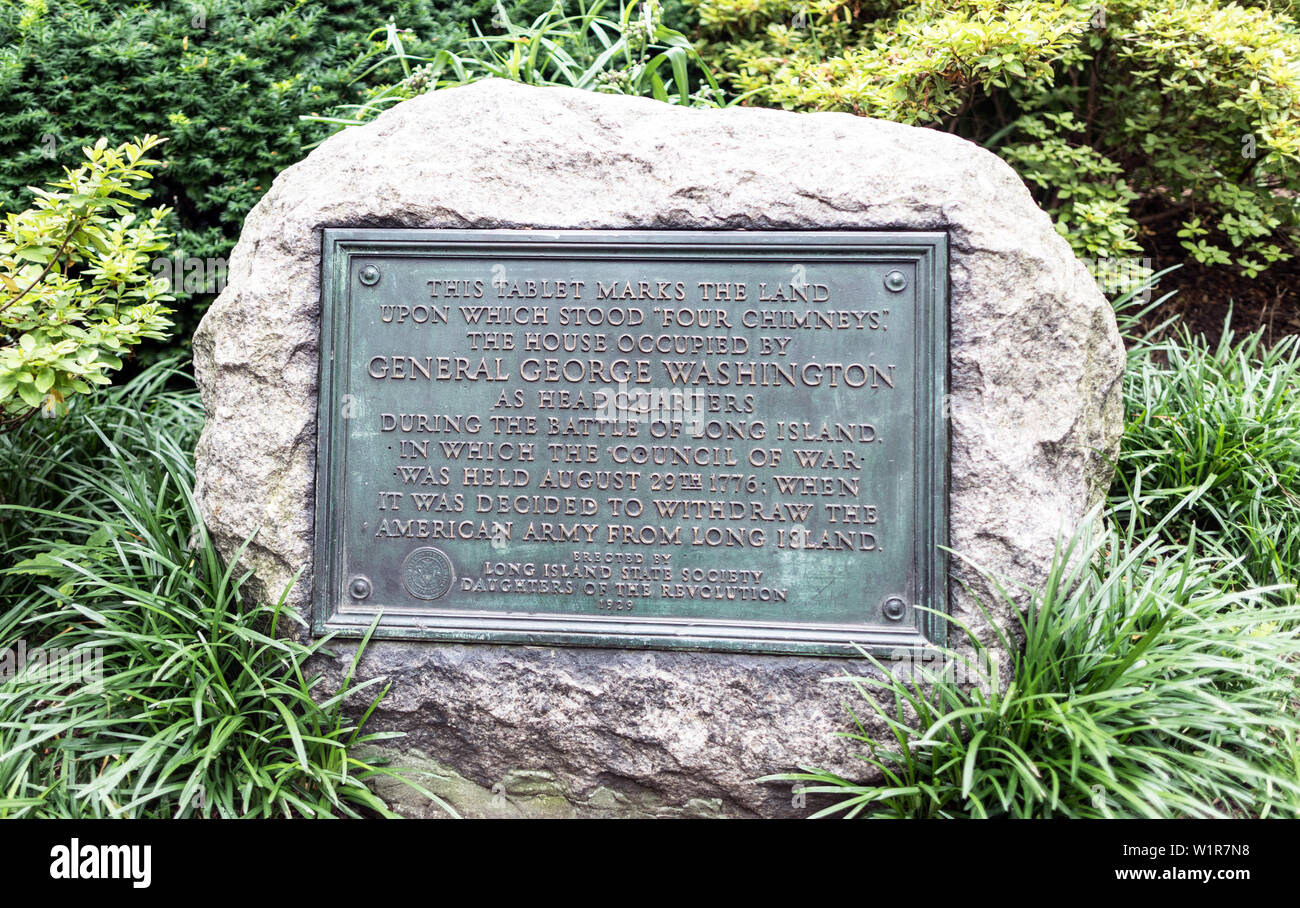 THIS TABLET MARKS THE LAND
UPON WHICH STOOD "FOUR CHIMNEYS,"
THE HOUSE OCCUPIED BY
GENERAL GEORGE WASHINGTON
AS HEADQUARTERS
DURING THE BATTLE OF LONG ISLAND,
IN WHICH THE COUNCIL OF WAR
WAS HELD AUGUST 29TH 1776; WHEN
IT WAS DECIDED TO WITHDRAW THE
AMERICAN ARMY FROM LONG ISLAND.
ERECTED BY
LONG ISLAND STATE SOCIETY
DAUGHTERS OF THE REVOLUTION
1929
alamy
alamy
Image ID: W1R7N8
www.alamy.com